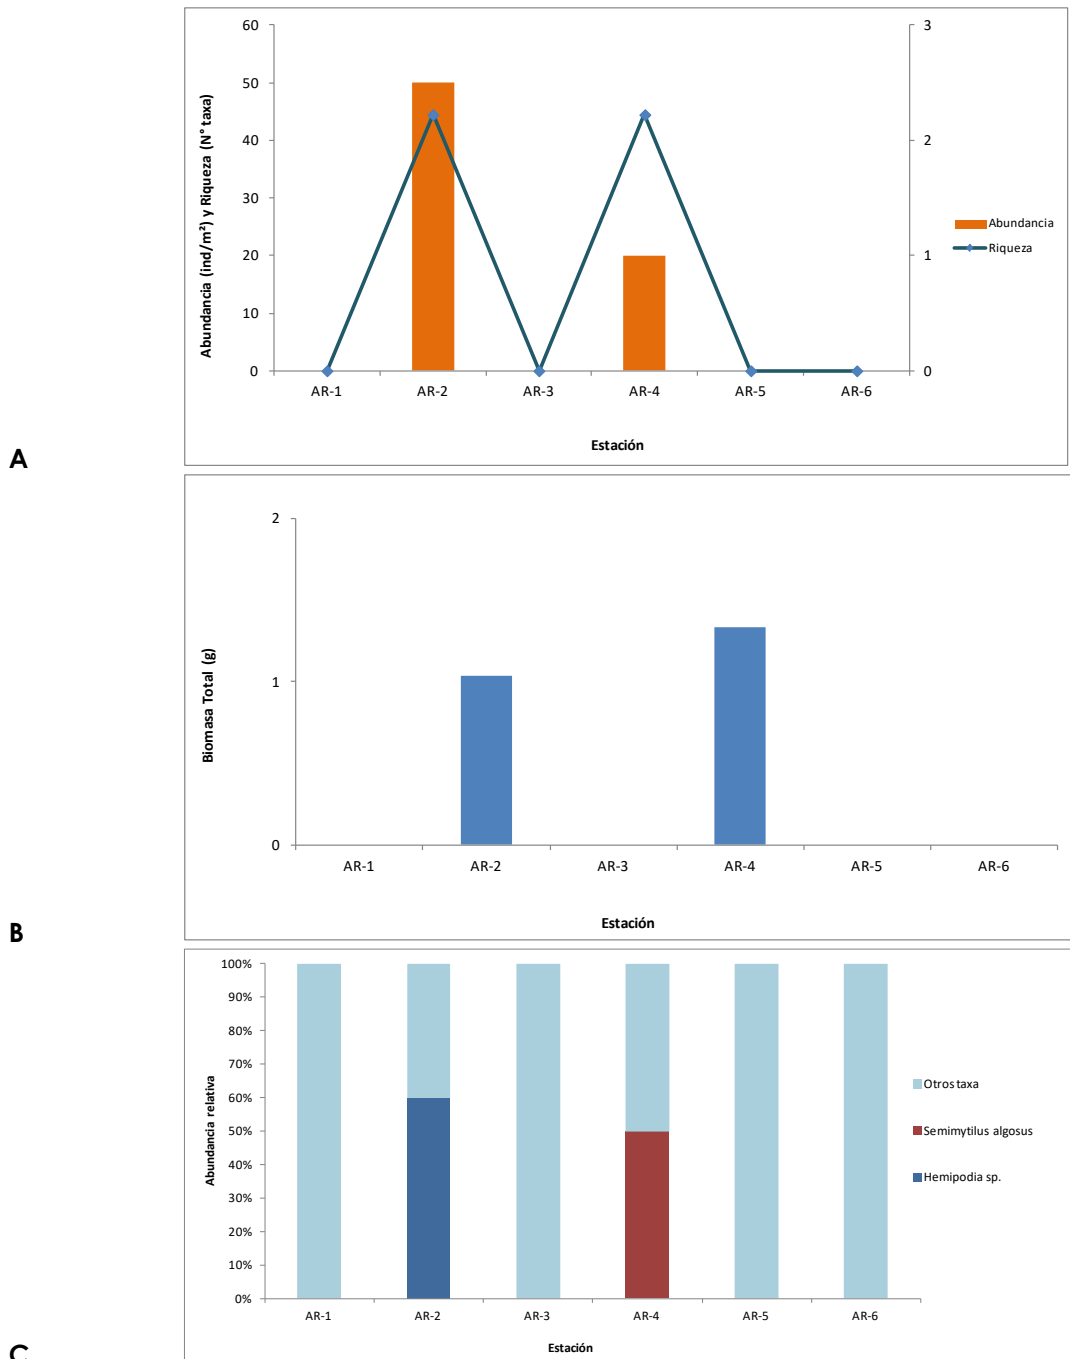 60
50
40
30
20
10
0
3
2
1
0
Abundancia (ind/m²) y Riqueza (N° taxa)
AR-1 AR-2 AR-3 AR-4 AR-5 AR-6
Estación
Abundancia
Riqueza
A
2
1
0
Biomasa Total (g)
AR-1 AR-2 AR-3 AR-4 AR-5 AR-6
Estación
B
100%
90%
80%
70%
60%
50%
40%
30%
20%
10%
0%
Abundancia relativa
AR-1 AR-2 AR-3 AR-4 AR-5 AR-6
Estación
Otros taxa
Semimytilus algosus
Hemipodia sp.
C